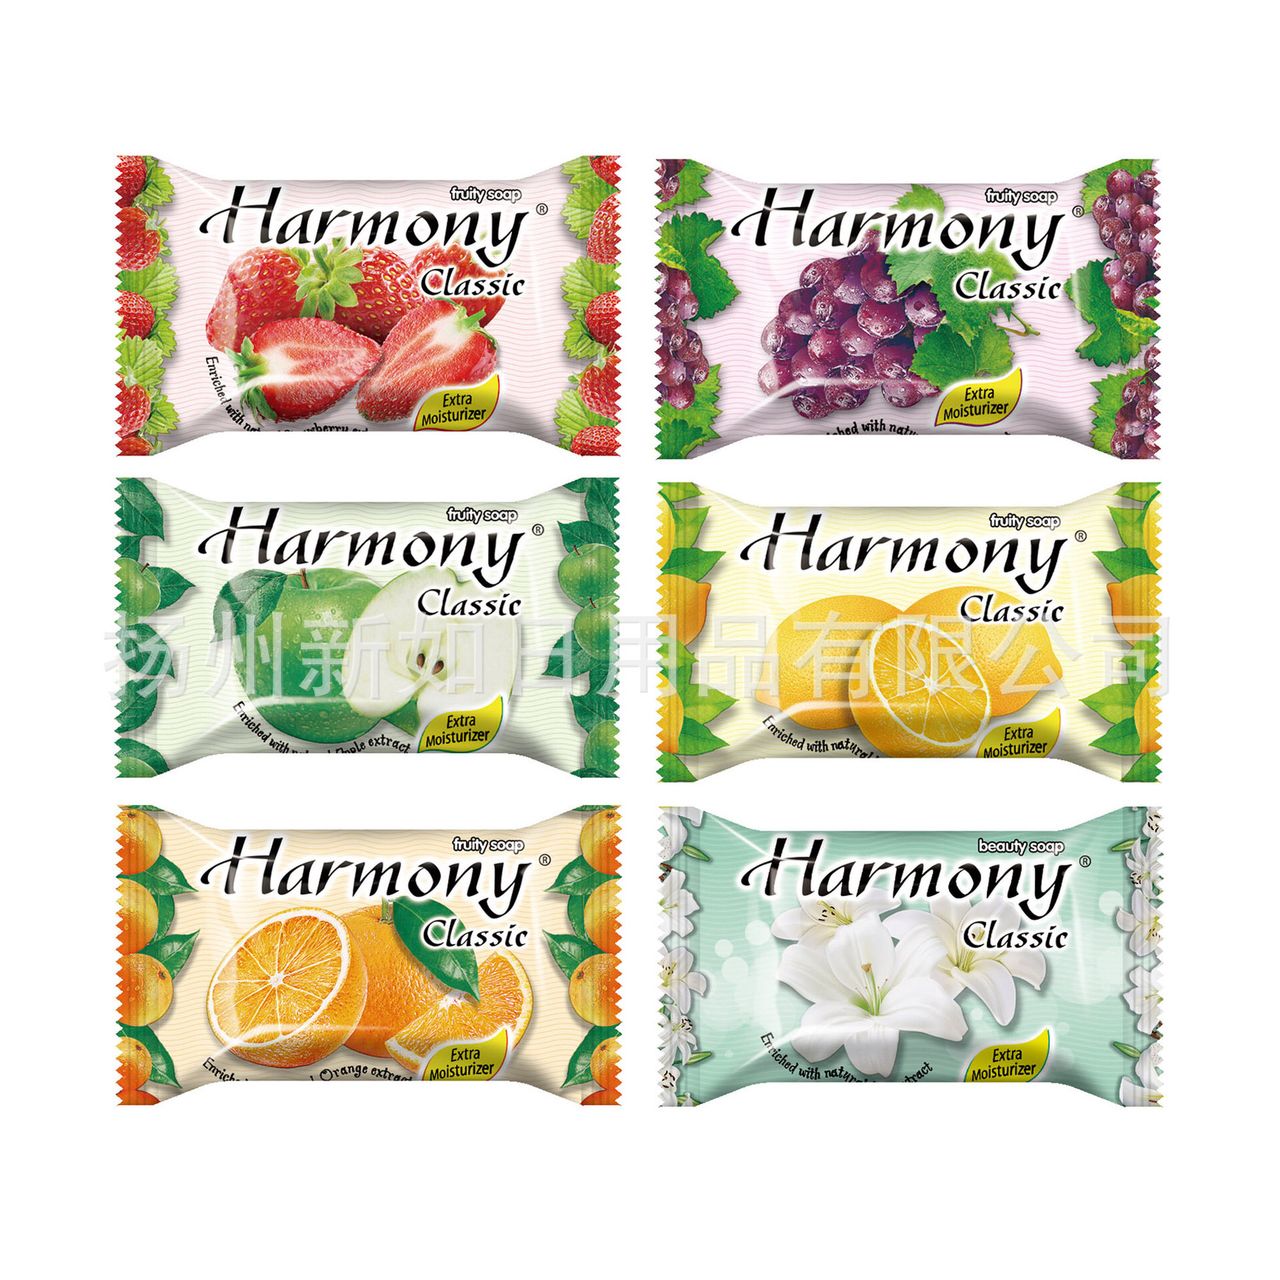 fruity soap
Harmony®
Classic
Extra
Moisturizer
Enriched with
fruity soap
Harmony®
Classic
Extra
Moisturizer
with
fruity soap
Harmony®
Classic
Extra
Moisturizer
Enriched with Apple extract
fruity soap
Harmony®
Classic
Extra
Moisturizer
Enriched with natural
扬州新如日用品有限公司
fruity soap
Harmony®
Classic
Extra
Moisturizer
Orange
beauty soap
Harmony®
Classic
Extra
Moisturizer
Enriched with natural